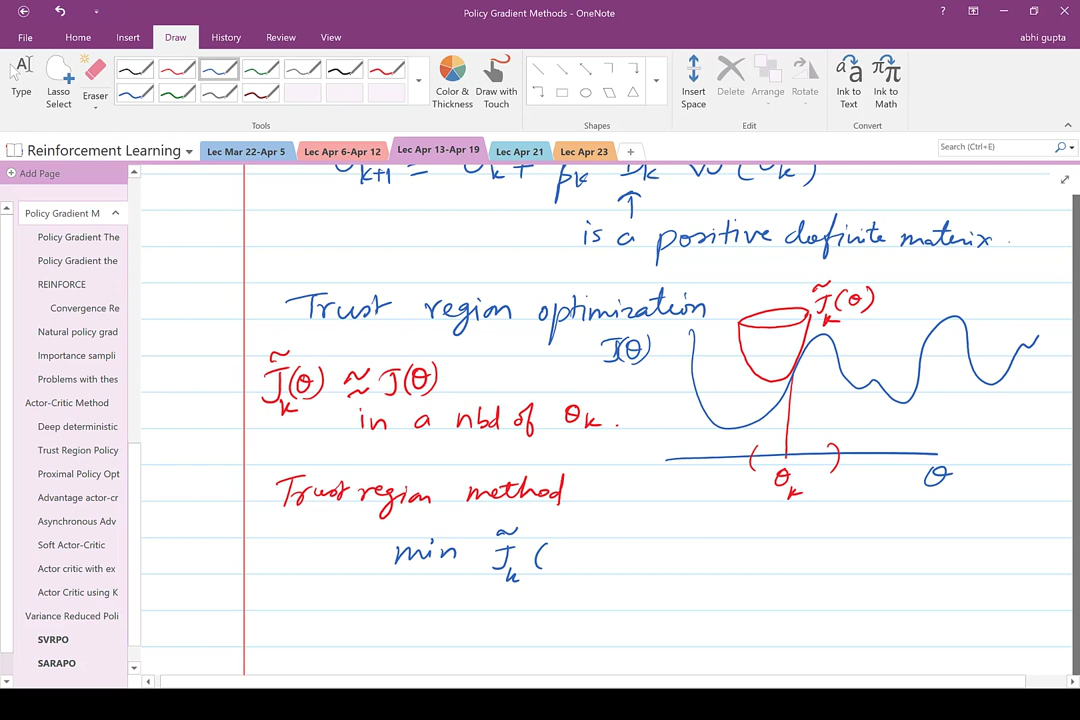 Policy Gradient Methods - OneNote
?
File Home Insert Draw History Review View
abhi gupta
Type
Lasso Select
Eraser
Color & Thickness
Draw with Touch
Insert Space
Delete
Arrange
Rotate
Ink to Text
Ink to Math
Tools
Shapes
Edit
Convert
Reinforcement Learning
Lec Mar 22-Apr 5
Lec Apr 6-Apr 12
Lec Apr 13-Apr 19
Lec Apr 21
Lec Apr 23
Search (Ctrl+E)
Add Page
Policy Gradient M
Policy Gradient The
Policy Gradient the
REINFORCE
Convergence Re
Natural policy grad
Importance sampli
Problems with thes
Actor-Critic Method
Deep deterministic
Trust Region Policy
Proximal Policy Opt
Advantage actor-cr
Asynchronous Adv
Soft Actor-Critic
Actor critic with ex
Actor Critic using K
Variance Reduced Poli
SVRPO
SARAPO
is a positive definite materix.
Trust region optimization
J̃_k(θ)
J(θ)
J̃_k(θ) ≈ J(θ)
in a nbd of θ_k.
( θ_k )
θ
Trust region method
min J̃_k (